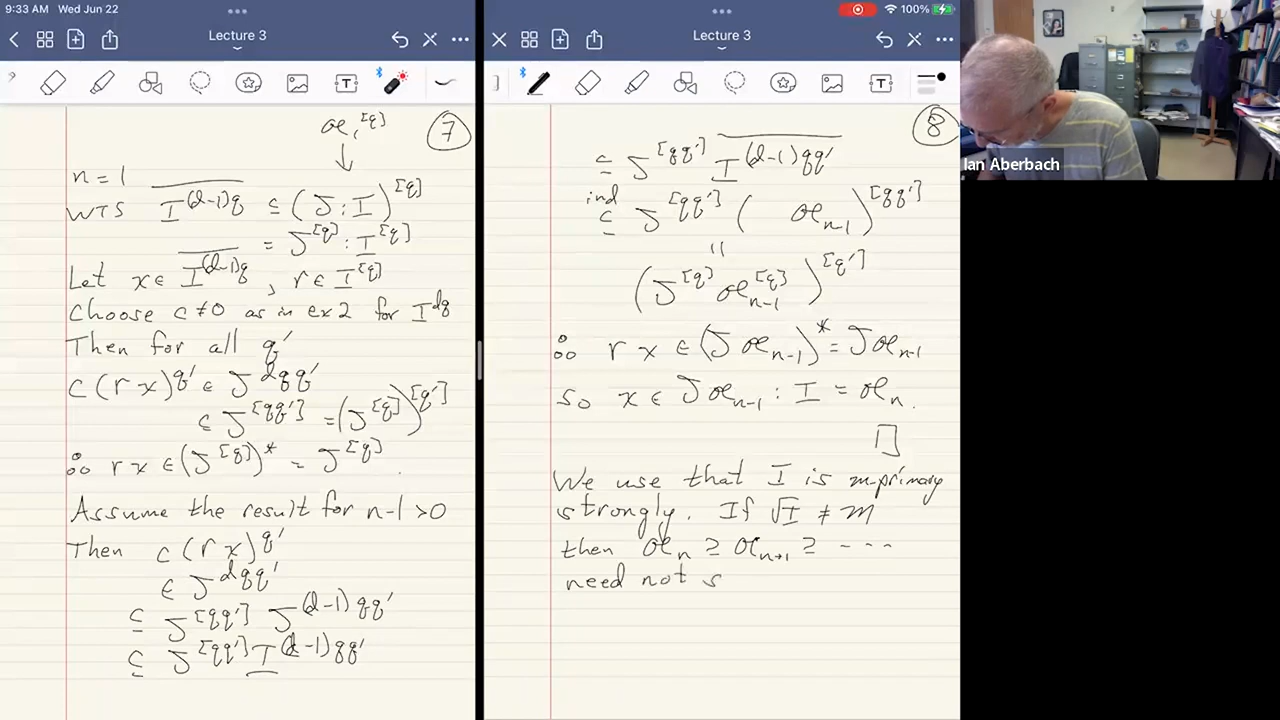 9:33 AM Wed Jun 22
100%
Lecture 3
Lecture 3
T
T
𝔞₁^[q]
↓
⑦
n = 1
WTS \overline{I^{(d-1)q}} ⊆ (J : I)^{[q]}
= J^{[q]} : I^{[q]}
Let x ∈ \overline{I^{(d-1)q}}, r ∈ I^{[q]}
Choose c ≠ 0 as in ex 2 for I^{dq}
Then for all q'
c(rx)^{q'} ∈ J^{dqq'}
⊆ J^{[qq']} = (J^{[q]})^{[q']}
∴ rx ∈ (J^{[q]})^* = J^{[q]}.
Assume the result for n-1 > 0
Then c(rx)^{q'}
∈ J^{dqq'}
⊆ J^{[qq']} J^{(d-1)qq'}
⊆ J^{[qq']} I^{(d-1)qq'}
⑧
⊆ J^{[qq']} \overline{I^{(d-1)qq'}}
ind
⊆ J^{[qq']} ( 𝔞_{n-1} )^{[qq']}
=
(J^{[q]} 𝔞_{n-1}^{[q]})^{[q']}
∴ rx ∈ (J𝔞_{n-1})^* = J𝔞_{n-1}
so x ∈ J𝔞_{n-1} : I = 𝔞_n.
□
We use that I is m-primary
strongly. If √I ≠ m
then 𝔞_n ⊇ 𝔞_{n+1} ⊇ ----
need not s
Ian Aberbach